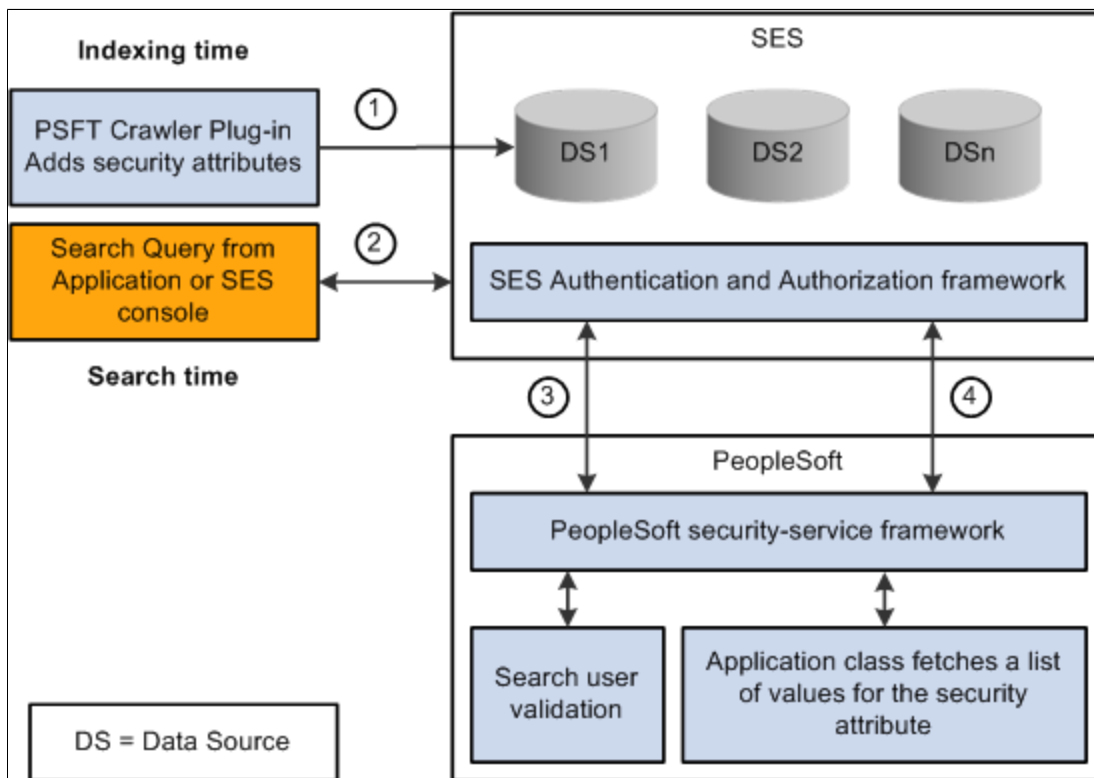 Indexing time
SES
PSFT Crawler Plug-in
Adds security attributes
1
DS1
DS2
DSn
Search Query from
Application or SES
console
2
SES Authentication and Authorization framework
Search time
3
4
PeopleSoft
PeopleSoft security-service framework
Search user
validation
Application class fetches a list
of values for the security
attribute
DS = Data Source